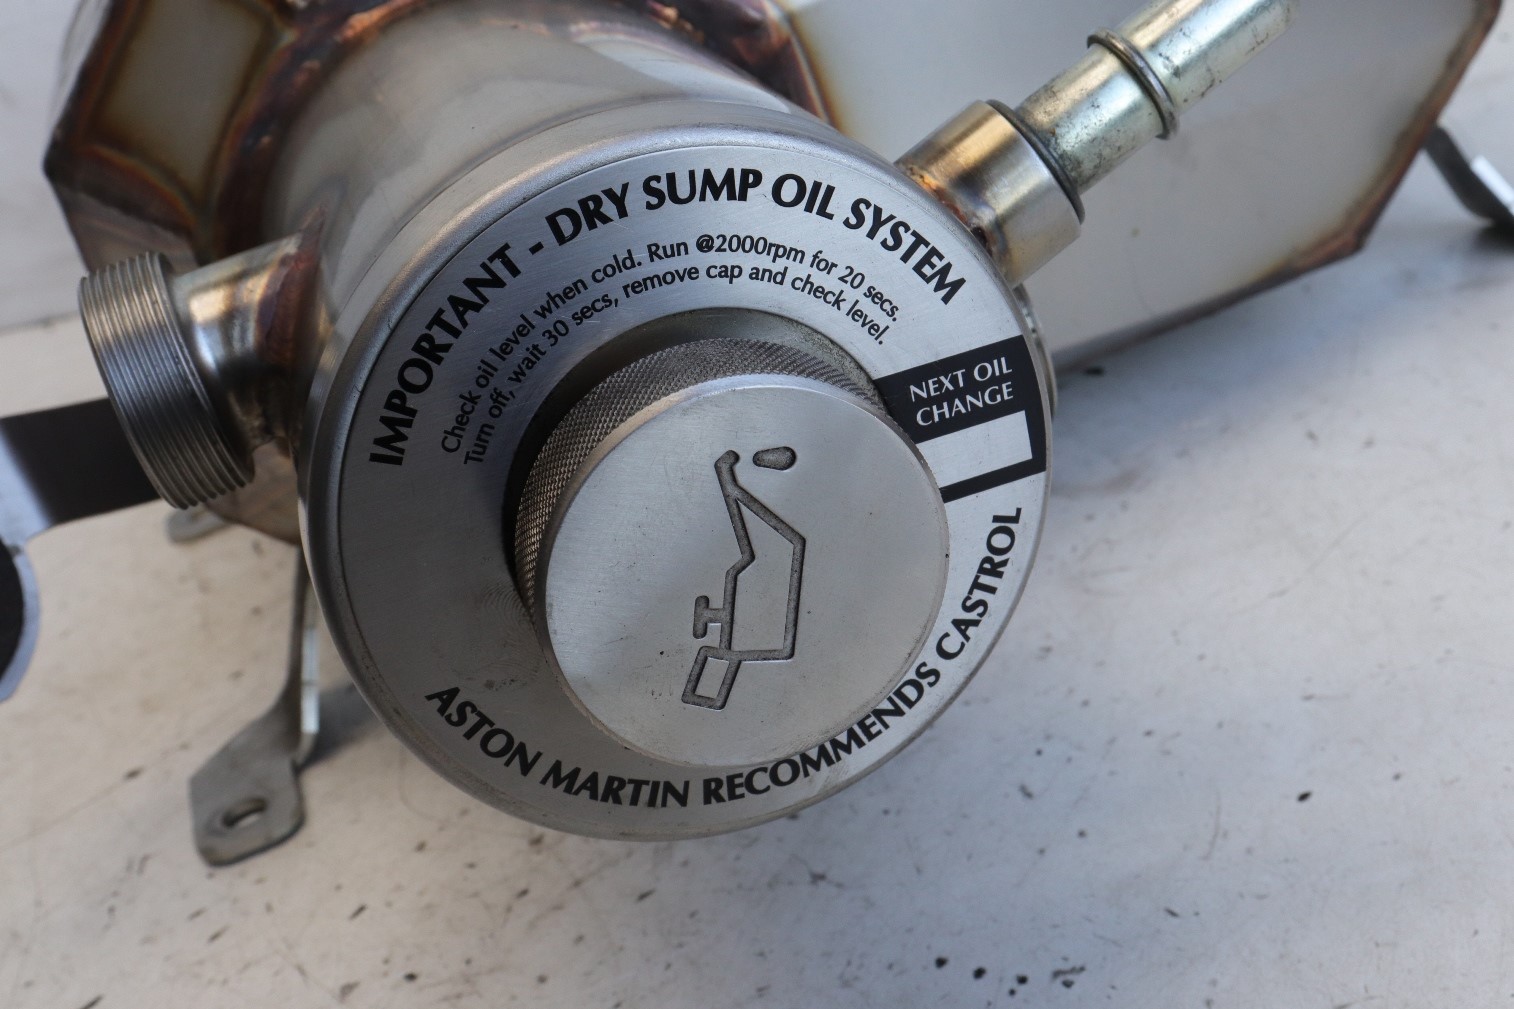 IMPORTANT - DRY SUMP OIL SYSTEM
Check oil level when cold. Run @2000rpm for 20 secs.
Turn off, wait 30 secs, remove cap and check level.
NEXT OIL
CHANGE
ASTON MARTIN RECOMMENDS CASTROL